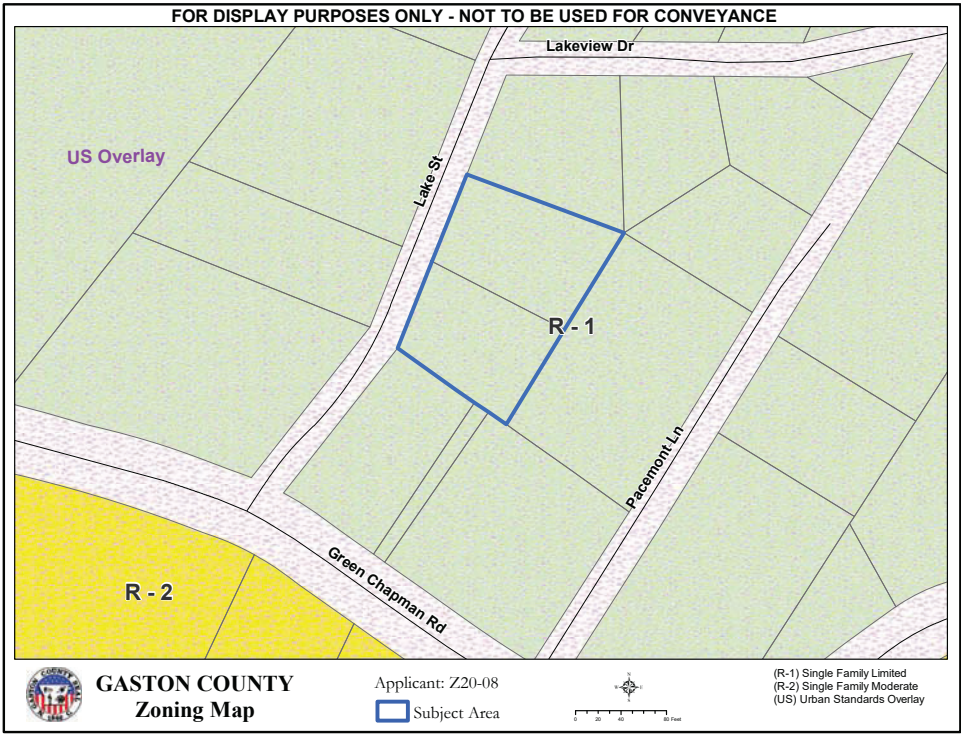 FOR DISPLAY PURPOSES ONLY - NOT TO BE USED FOR CONVEYANCE
Lakeview Dr
US Overlay
Lake St
R - 1
Pacemont Ln
Green Chapman Rd
R - 2
GASTON COUNTY
Zoning Map
Applicant: Z20-08
Subject Area
0 20 40 80 Feet
(R-1) Single Family Limited
(R-2) Single Family Moderate
(US) Urban Standards Overlay